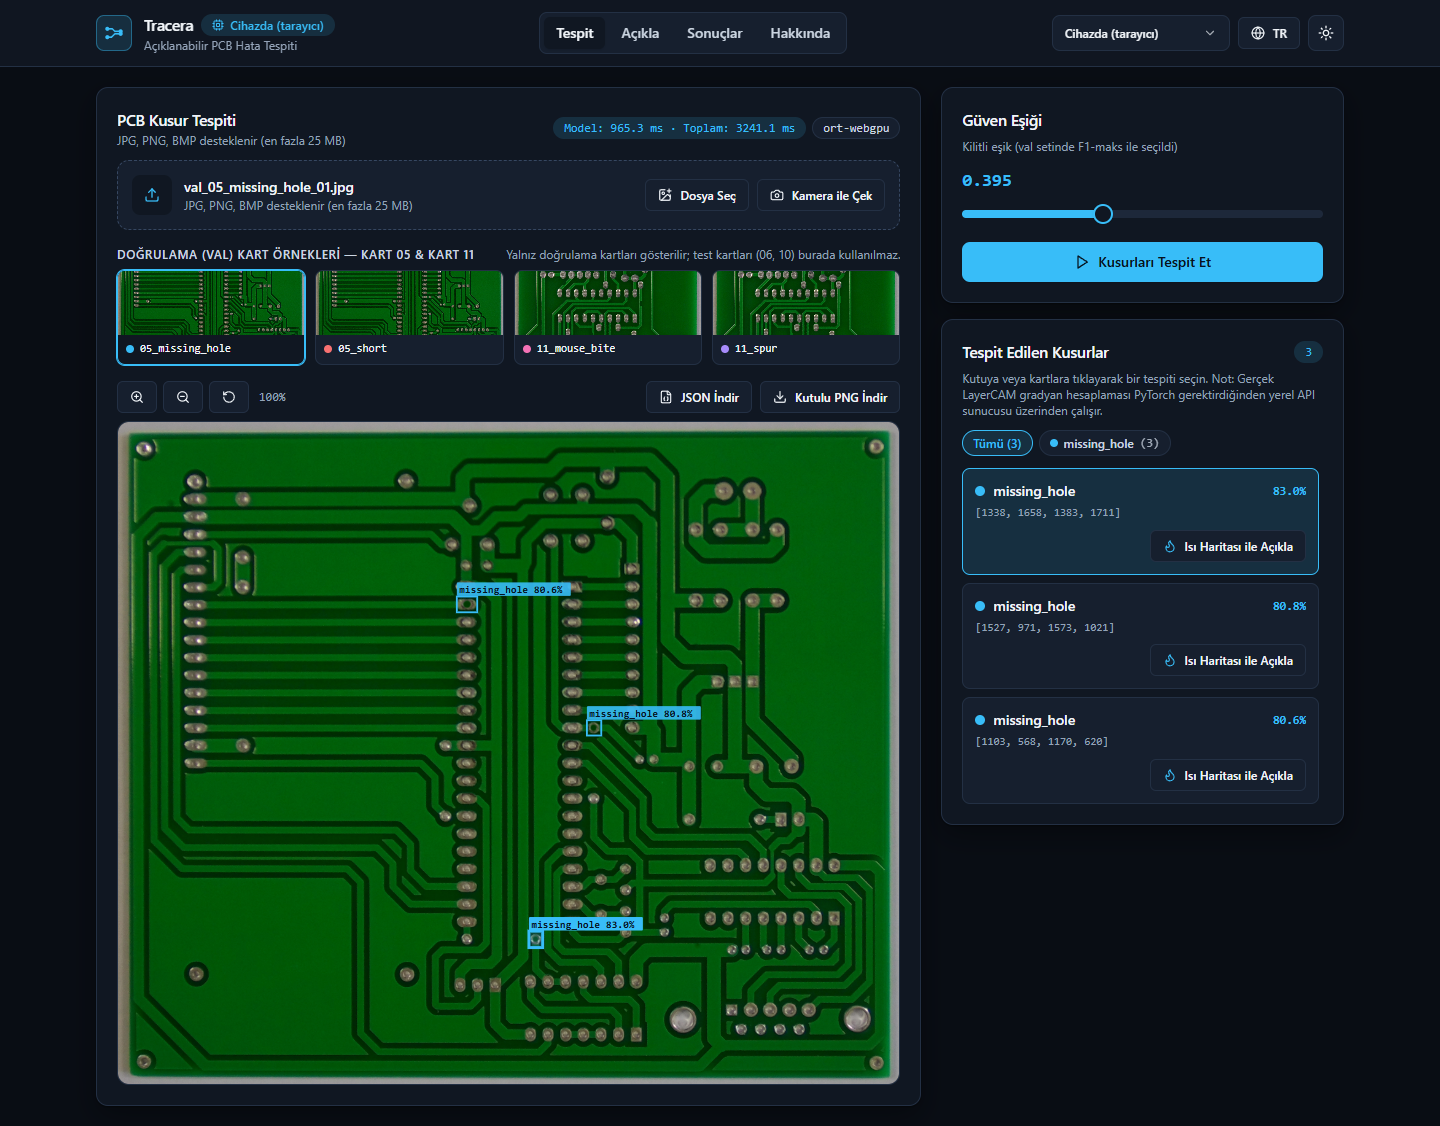 Tracera
Cihazda (tarayıcı)
Açıklanabilir PCB Hata Tespiti
Tespit
Açıkla
Sonuçlar
Hakkında
Cihazda (tarayıcı)
TR
PCB Kusur Tespiti
JPG, PNG, BMP desteklenir (en fazla 25 MB)
Model: 965.3 ms · Toplam: 3241.1 ms
ort-webgpu
val_05_missing_hole_01.jpg
JPG, PNG, BMP desteklenir (en fazla 25 MB)
Dosya Seç
Kamera ile Çek
DOĞRULAMA (VAL) KART ÖRNEKLERİ — KART 05 & KART 11
Yalnız doğrulama kartları gösterilir; test kartları (06, 10) burada kullanılmaz.
05_missing_hole
05_short
11_mouse_bite
11_spur
100%
JSON İndir
Kutulu PNG İndir
missing_hole 80.6%
missing_hole 80.8%
missing_hole 83.0%
Güven Eşiği
Kilitli eşik (val setinde F1-maks ile seçildi)
0.395
Kusurları Tespit Et
Tespit Edilen Kusurlar
3
Kutuya veya kartlara tıklayarak bir tespiti seçin. Not: Gerçek
LayerCAM gradyan hesaplaması PyTorch gerektirdiğinden yerel API
sunucusu üzerinden çalışır.
Tümü (3)
missing_hole (3)
missing_hole
83.0%
[1338, 1658, 1383, 1711]
Isı Haritası ile Açıkla
missing_hole
80.8%
[1527, 971, 1573, 1021]
Isı Haritası ile Açıkla
missing_hole
80.6%
[1103, 568, 1170, 620]
Isı Haritası ile Açıkla